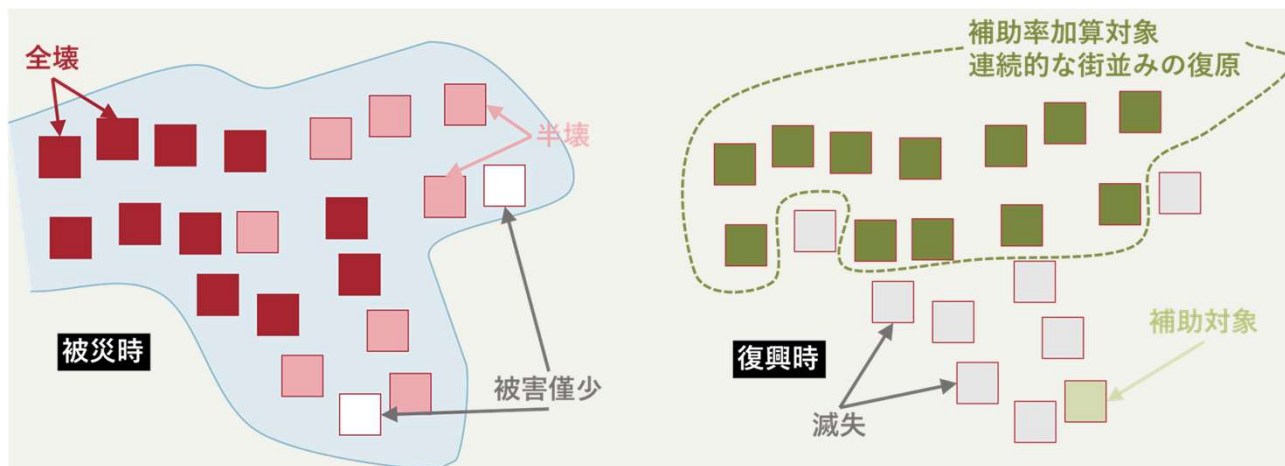 全壊
半壊
被災時
被害僅少
補助率加算対象
連続的な街並みの復原
補助対象
復興時
滅失